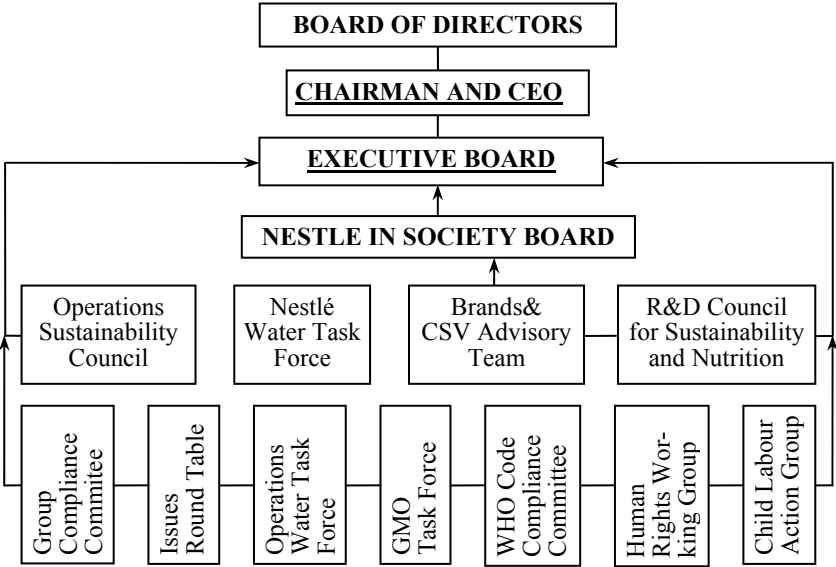 BOARD OF DIRECTORS
CHAIRMAN AND CEO
EXECUTIVE BOARD
NESTLE IN SOCIETY BOARD
Operations
Sustainability
Council
Nestlé
Water Task
Force
Brands&
CSV Advisory
Team
R&D Council
for Sustainability
and Nutrition
Group
Compliance
Commitee
Issues
Round Table
Operations
Water Task
Force
GMO
Task Force
WHO Code
Compliance
Committee
Human
Rights Wor-
king Group
Child Labour
Action Group